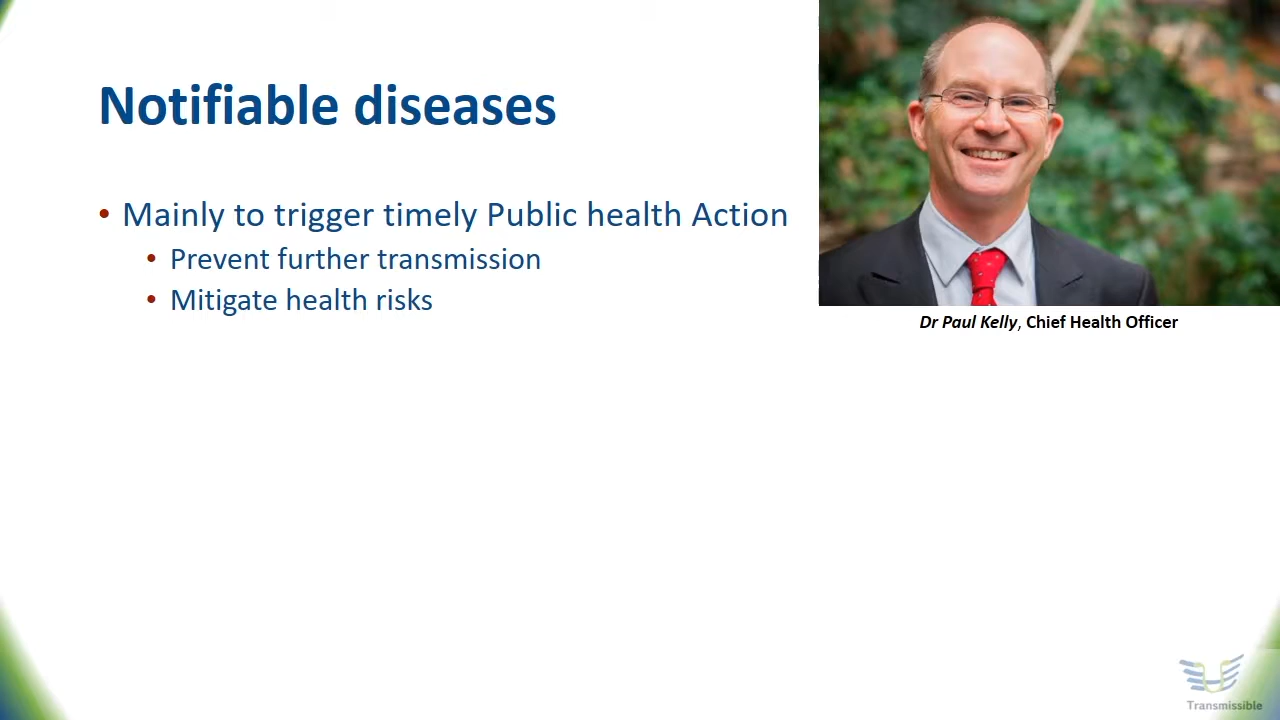 Notifiable diseases
• Mainly to trigger timely Public health Action
• Prevent further transmission
• Mitigate health risks
Dr Paul Kelly, Chief Health Officer
Transmissible